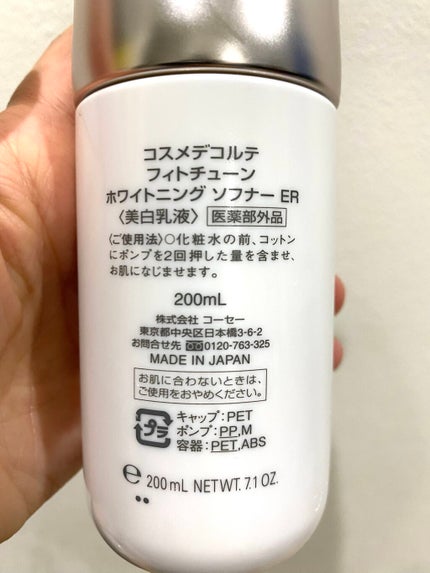 コスメデコルテ
フィトチューン
ホワイトニング ソフナー ER
〈美白乳液〉 医薬部外品
〈ご使用法〉○化粧水の前、コットン
にポンプを2回押した量を含ませ、
お肌になじませます。
200mL
株式会社 コーセー
東京都中央区日本橋3-6-2
お問合せ先 0120-763-325
MADE IN JAPAN
お肌に合わないときは、
ご使用をおやめください。
プラ
キャップ:PET
ポンプ:PP,M
容器:PET,ABS
℮ 200 mL NET WT. 7.1 OZ.